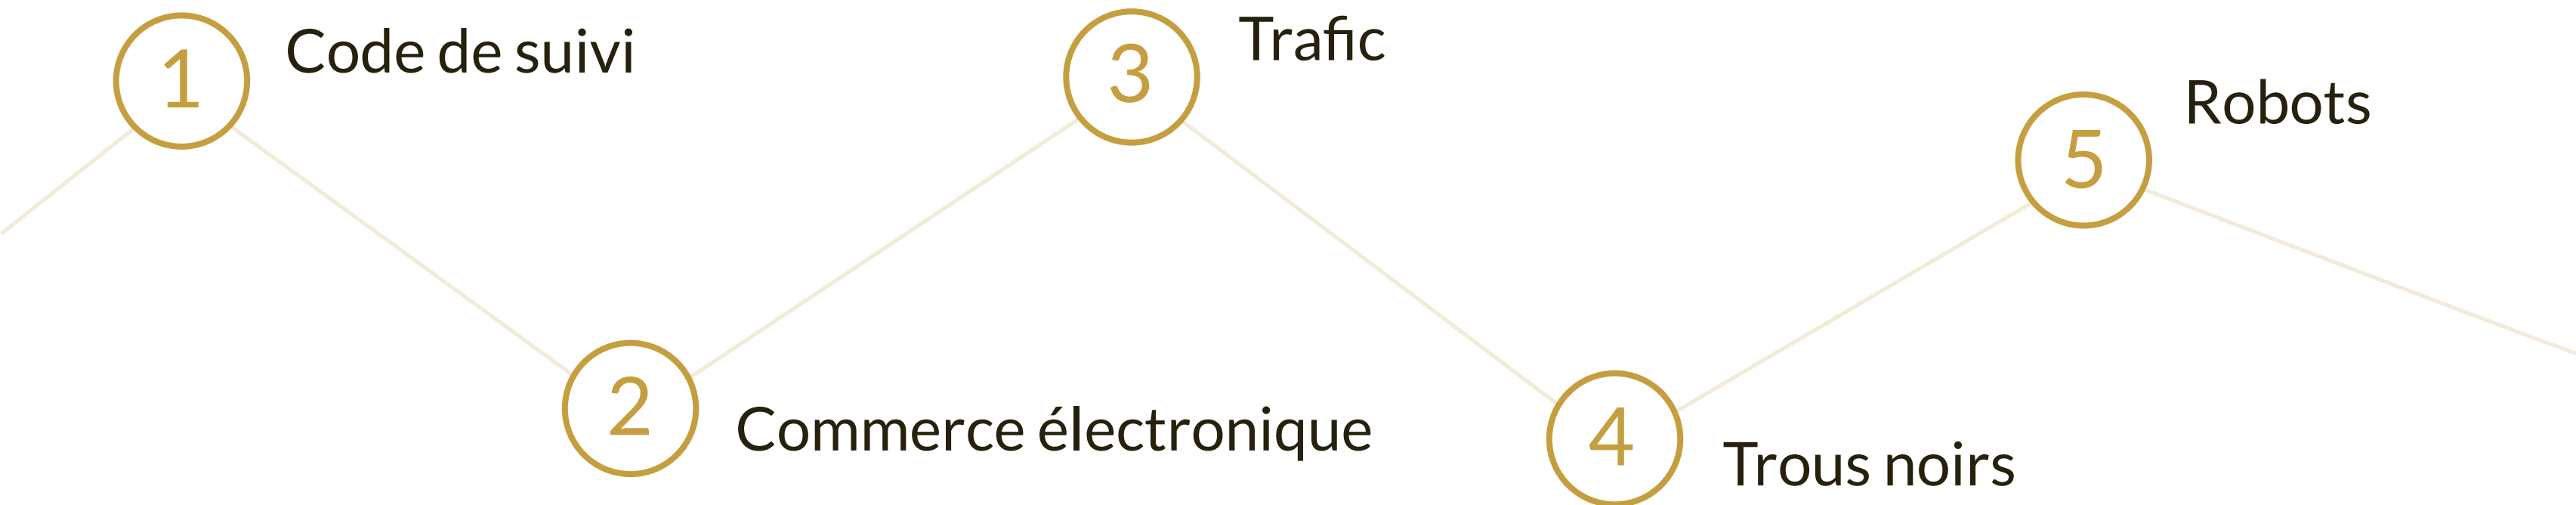 1
Code de suivi
2
Commerce électronique
3
Trafic
4
Trous noirs
5
Robots